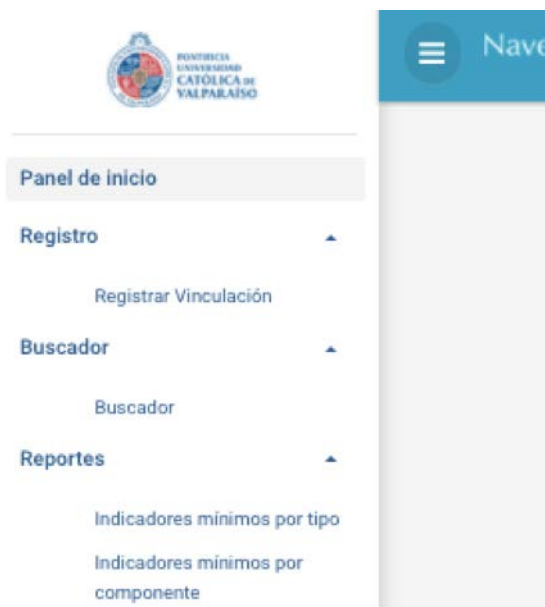 PONTIFICIA
UNIVERSIDAD
CATÓLICA DE
VALPARAÍSO
Nave
Panel de inicio
Registro
Registrar Vinculación
Buscador
Buscador
Reportes
Indicadores mínimos por tipo
Indicadores mínimos por
componente